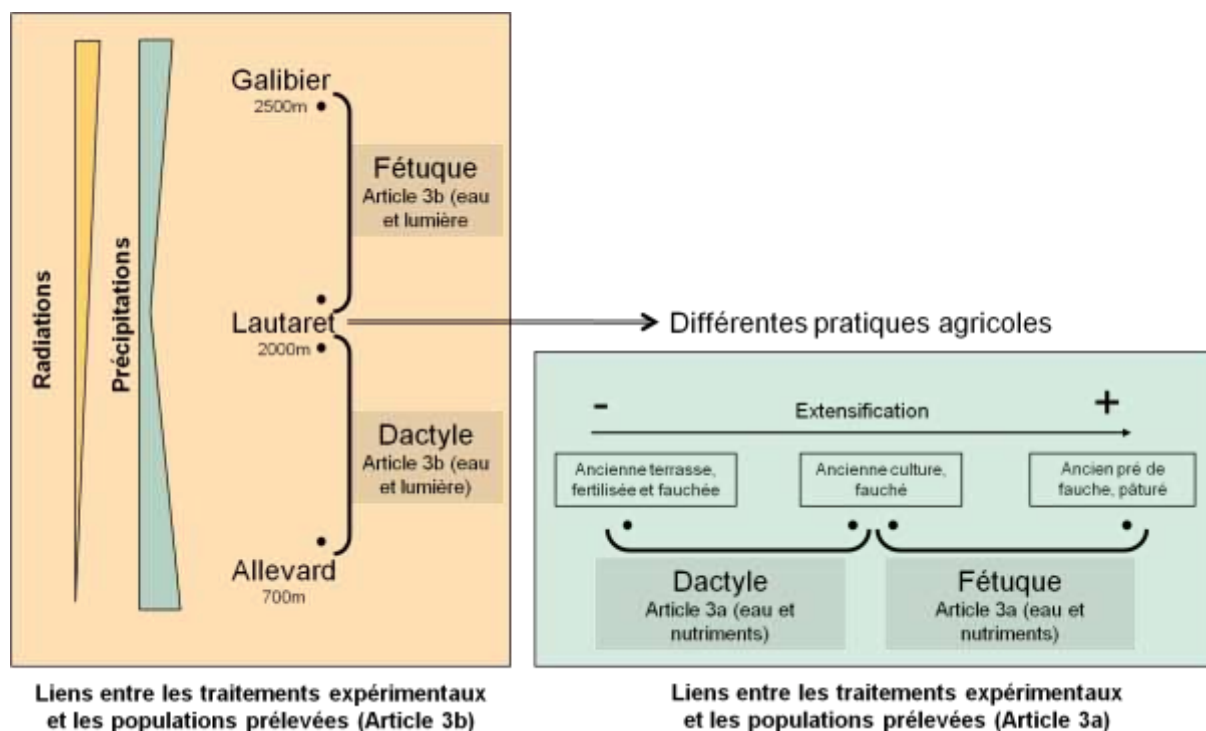 Galibier
2500m
Fétuque
Article 3b (eau
et lumière
Radiations
Précipitations
Lautaret
2000m
Dactyle
Article 3b (eau
et lumière)
Allevard
700m
Liens entre les traitements expérimentaux
et les populations prélevées (Article 3b)
Différentes pratiques agricoles
- +
Extensification
Ancienne terrasse,
fertilisée et fauchée
Ancienne culture,
fauché
Ancien pré de
fauche, pâturé
Dactyle
Article 3a (eau et
nutriments)
Fétuque
Article 3a (eau et
nutriments)
Liens entre les traitements expérimentaux
et les populations prélevées (Article 3a)